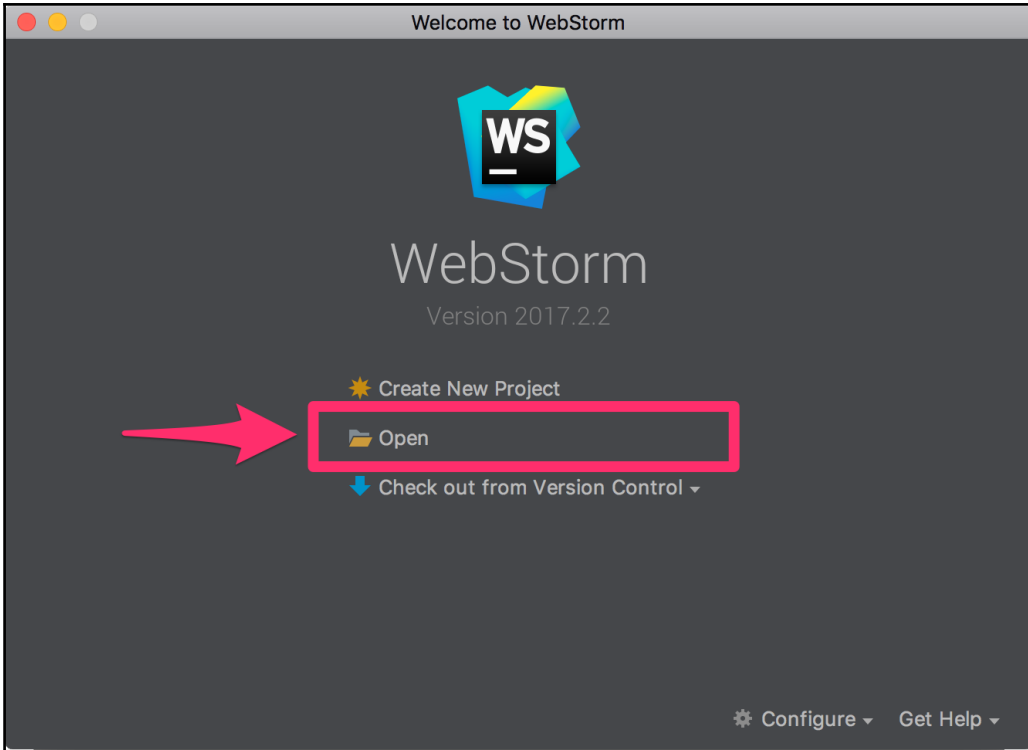 Welcome to WebStorm
WS
WebStorm
Version 2017.2.2
Create New Project
Open
Check out from Version Control
Configure Get Help